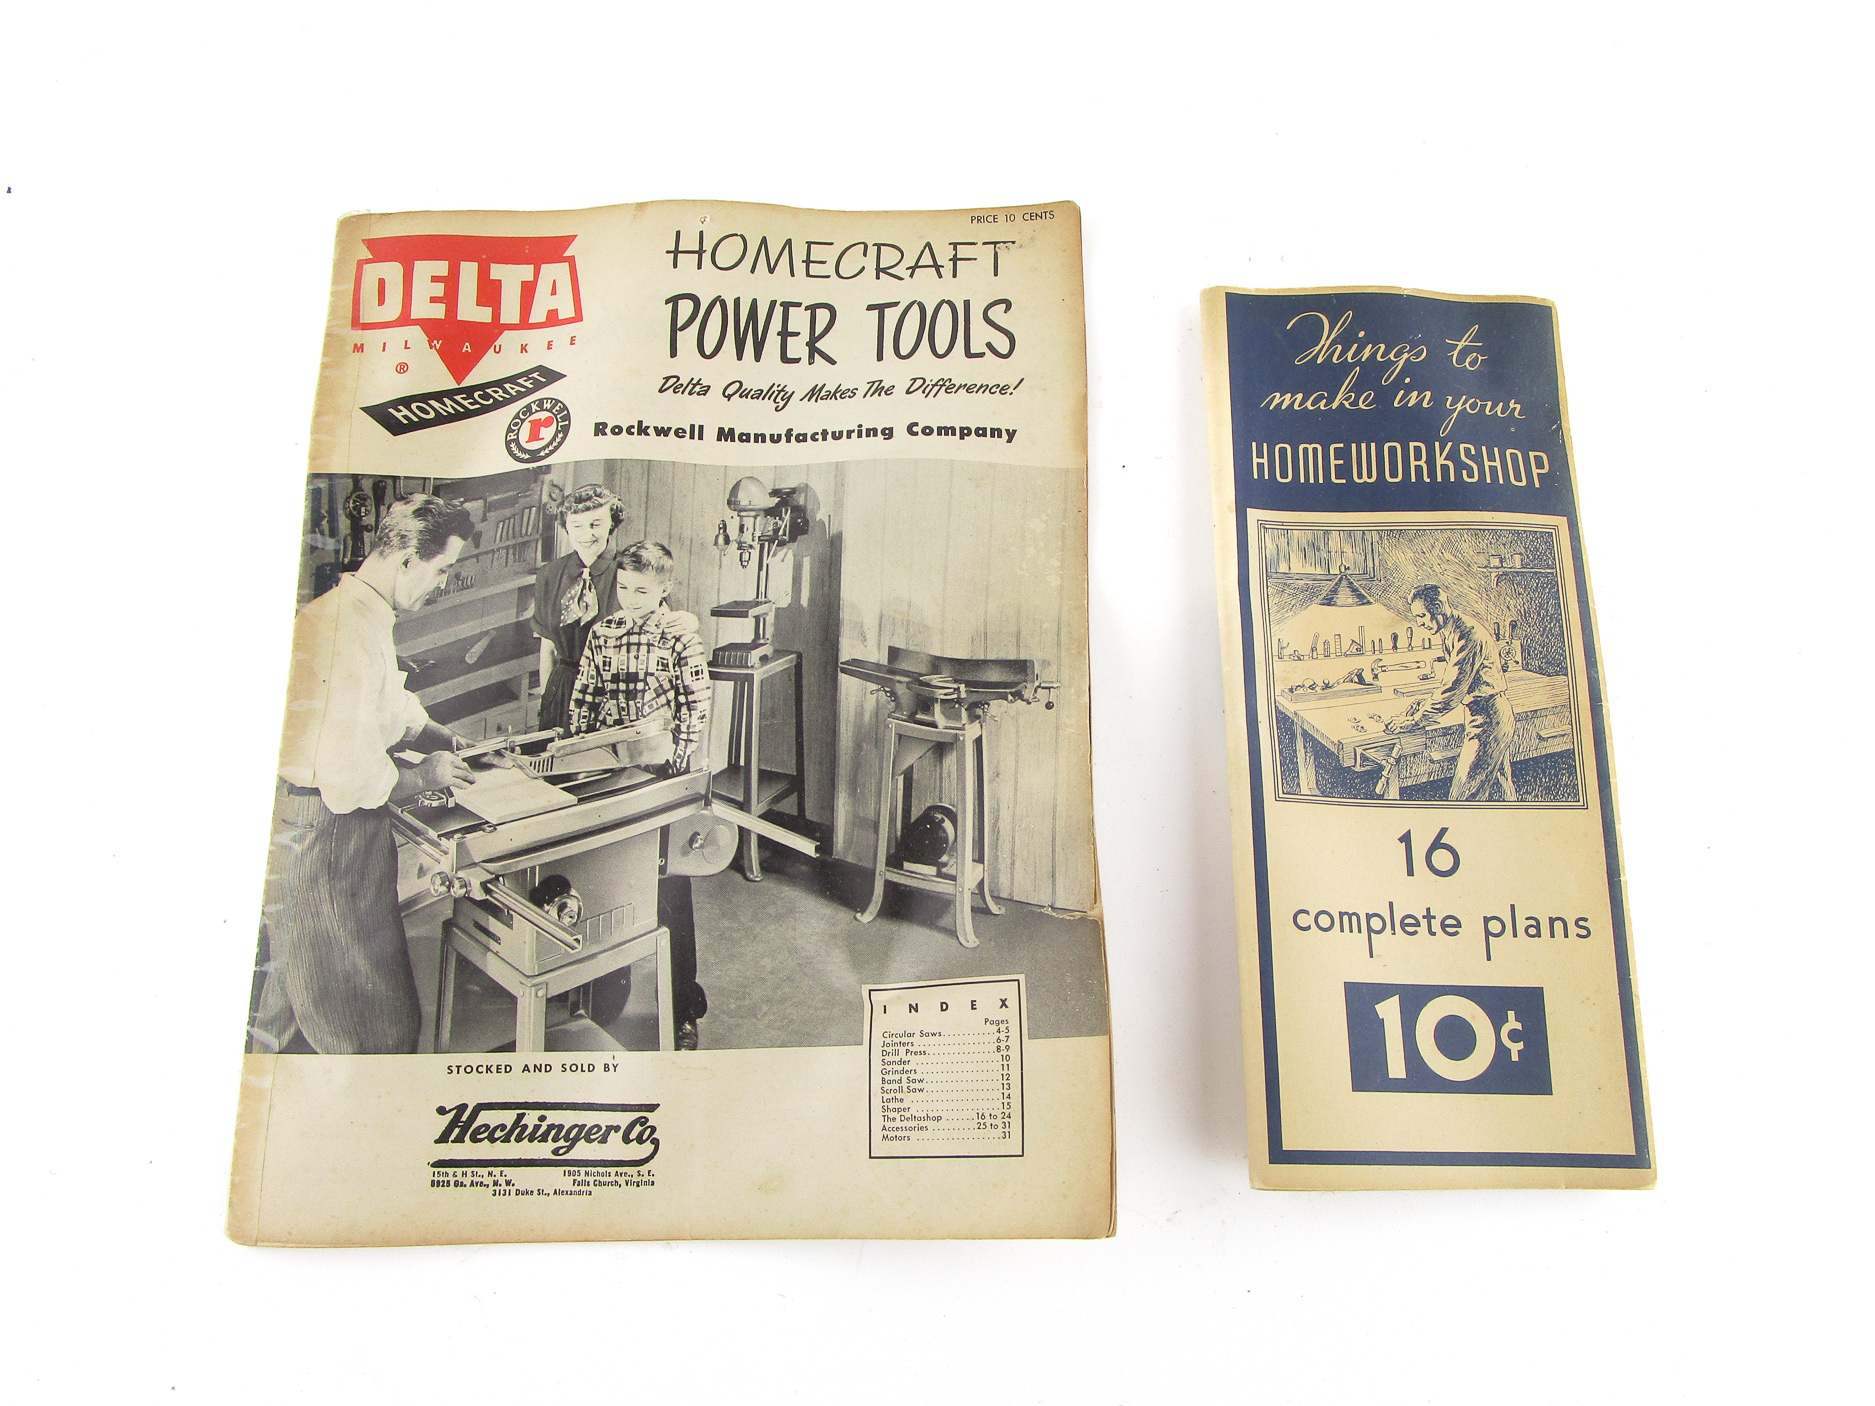 PRICE 10 CENTS
DELTA
MILWAUKEE
®
HOMECRAFT
ROCKWELL
r
HOMECRAFT
POWER TOOLS
Delta Quality Makes The Difference!
Rockwell Manufacturing Company
INDEX
Pages
Circular Saws...........4-5
Jointers ................6-7
Drill Press..............8-9
Sander .................10
Grinders ................11
Band Saw..............12
Scroll Saw..............13
Lathe ..................14
Shaper .................15
The Deltashop ......16 to 24
Accessories ........25 to 31
Motors .................31
STOCKED AND SOLD BY
Hechinger Co.
15th & H St., N. E. 1905 Nichols Ave., S. E.
5925 Ga. Ave., N. W. Falls Church, Virginia
3131 Duke St., Alexandria
Things to
make in your
HOMEWORKSHOP
16
complete plans
10¢